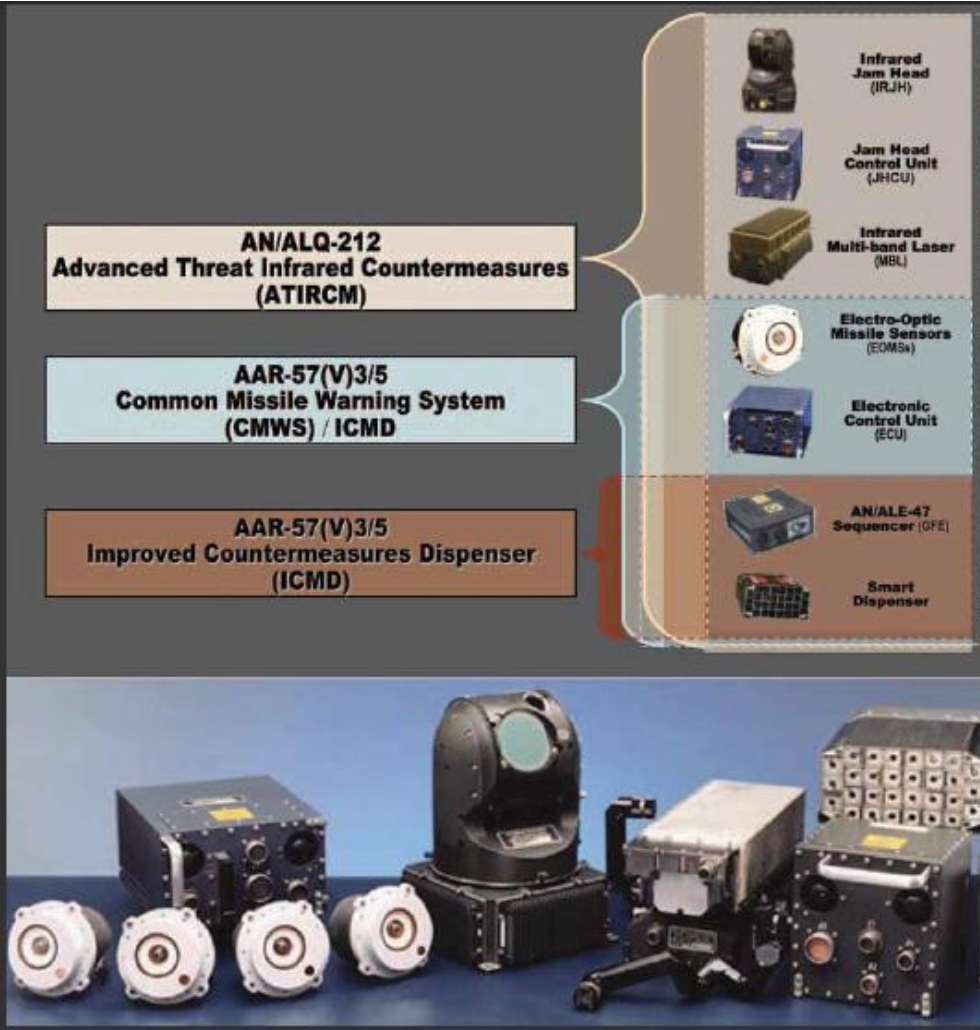 AN/ALQ-212
Advanced Threat Infrared Countermeasures
(ATIRCM)
AAR-57(V)3/5
Common Missile Warning System
(CMWS) / ICMD
AAR-57(V)3/5
Improved Countermeasures Dispenser
(ICMD)
Infrared
Jam Head
(IRJH)
Jam Head
Control Unit
(JHCU)
Infrared
Multi-band Laser
(MBL)
Electro-Optic
Missile Sensors
(EOMSs)
Electronic
Control Unit
(ECU)
AN/ALE-47
Sequencer (GFE)
Smart
Dispenser